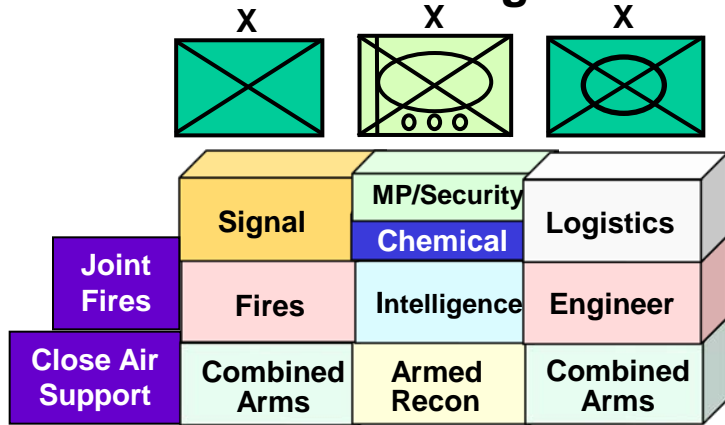 X X X
MP/Security
Signal
Chemical
Logistics
Joint
Fires
Fires
Intelligence
Engineer
Close Air
Support
Combined
Arms
Armed
Recon
Combined
Arms